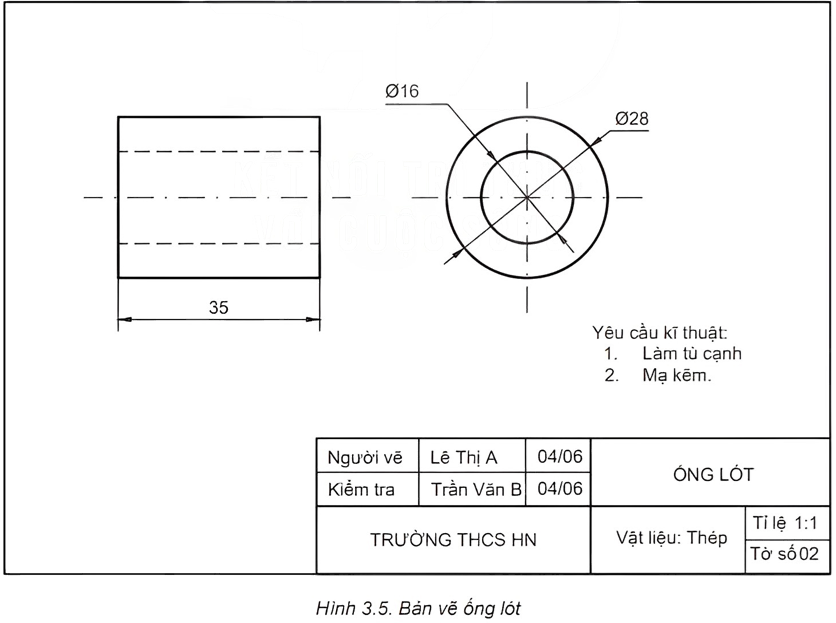 Ø16
Ø28
35
Yêu cầu kĩ thuật:
1. Làm tù cạnh
2. Mạ kẽm.
Người vẽ Lê Thị A 04/06
Kiểm tra Trần Văn B 04/06
ỐNG LÓT
TRƯỜNG THCS HN
Vật liệu: Thép
Tỉ lệ 1:1
Tờ số 02
Hình 3.5. Bản vẽ ống lót